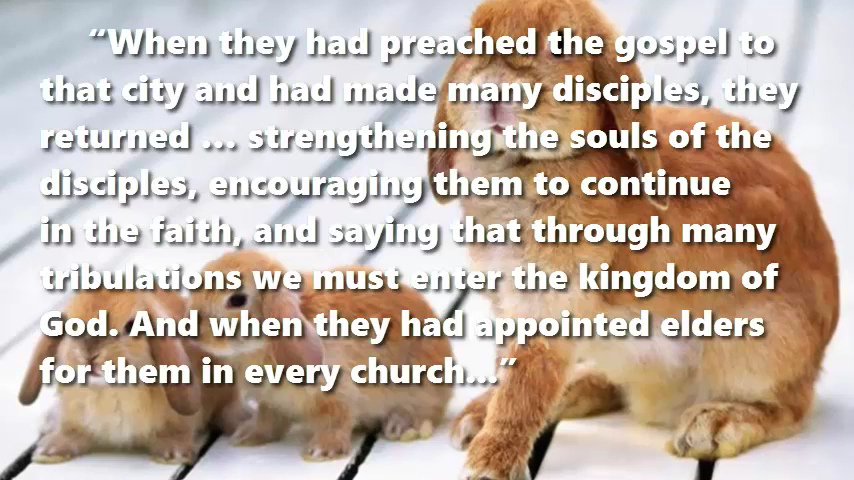 “When they had preached the gospel to
that city and had made many disciples, they
returned … strengthening the souls of the
disciples, encouraging them to continue
in the faith, and saying that through many
tribulations we must enter the kingdom of
God. And when they had appointed elders
for them in every church…”